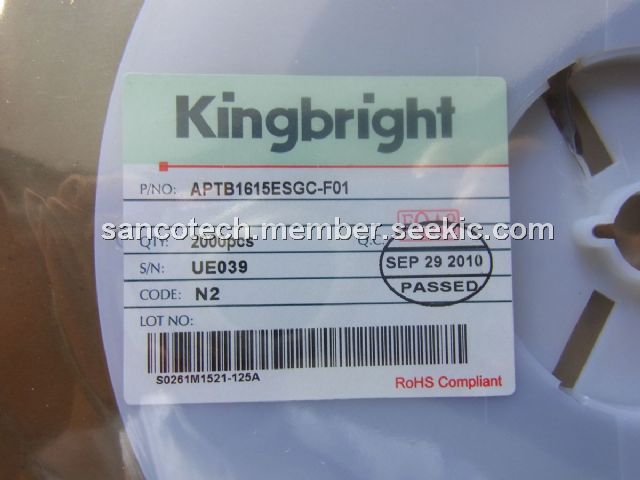 Kingbright
P/NO: APTB1615ESGC-F01
sancotech.member.seekic.com
QTY: 2000pcs
Q.C
SEP 29 2010
PASSED
S/N: UE039
CODE: N2
LOT NO:
S0261M1521-125A
RoHS Compliant